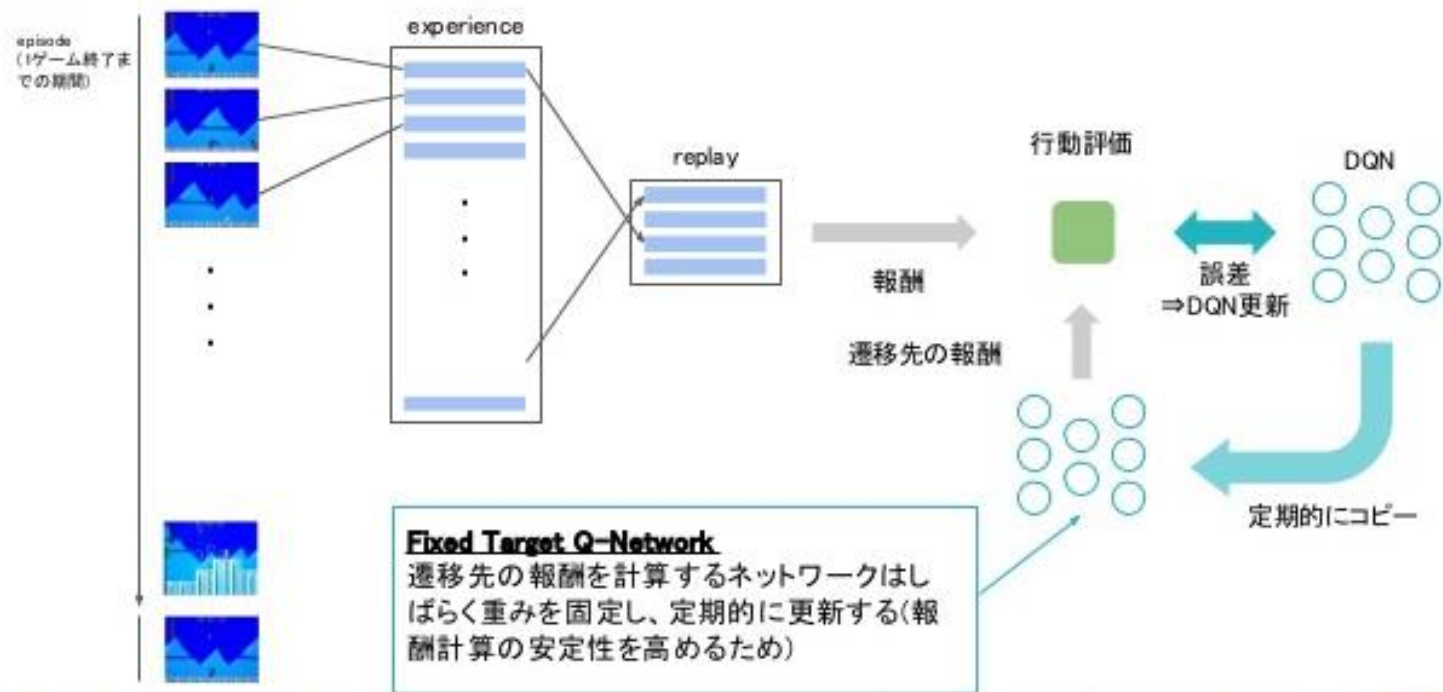 episode
(1ゲーム終了ま
での期間)
experience
replay
報酬
行動評価
DQN
誤差
⇒DQN更新
遷移先の報酬
定期的にコピー
Fixed Target Q-Network
遷移先の報酬を計算するネットワークはし
ばらく重みを固定し、定期的に更新する(報
酬計算の安定性を高めるため)